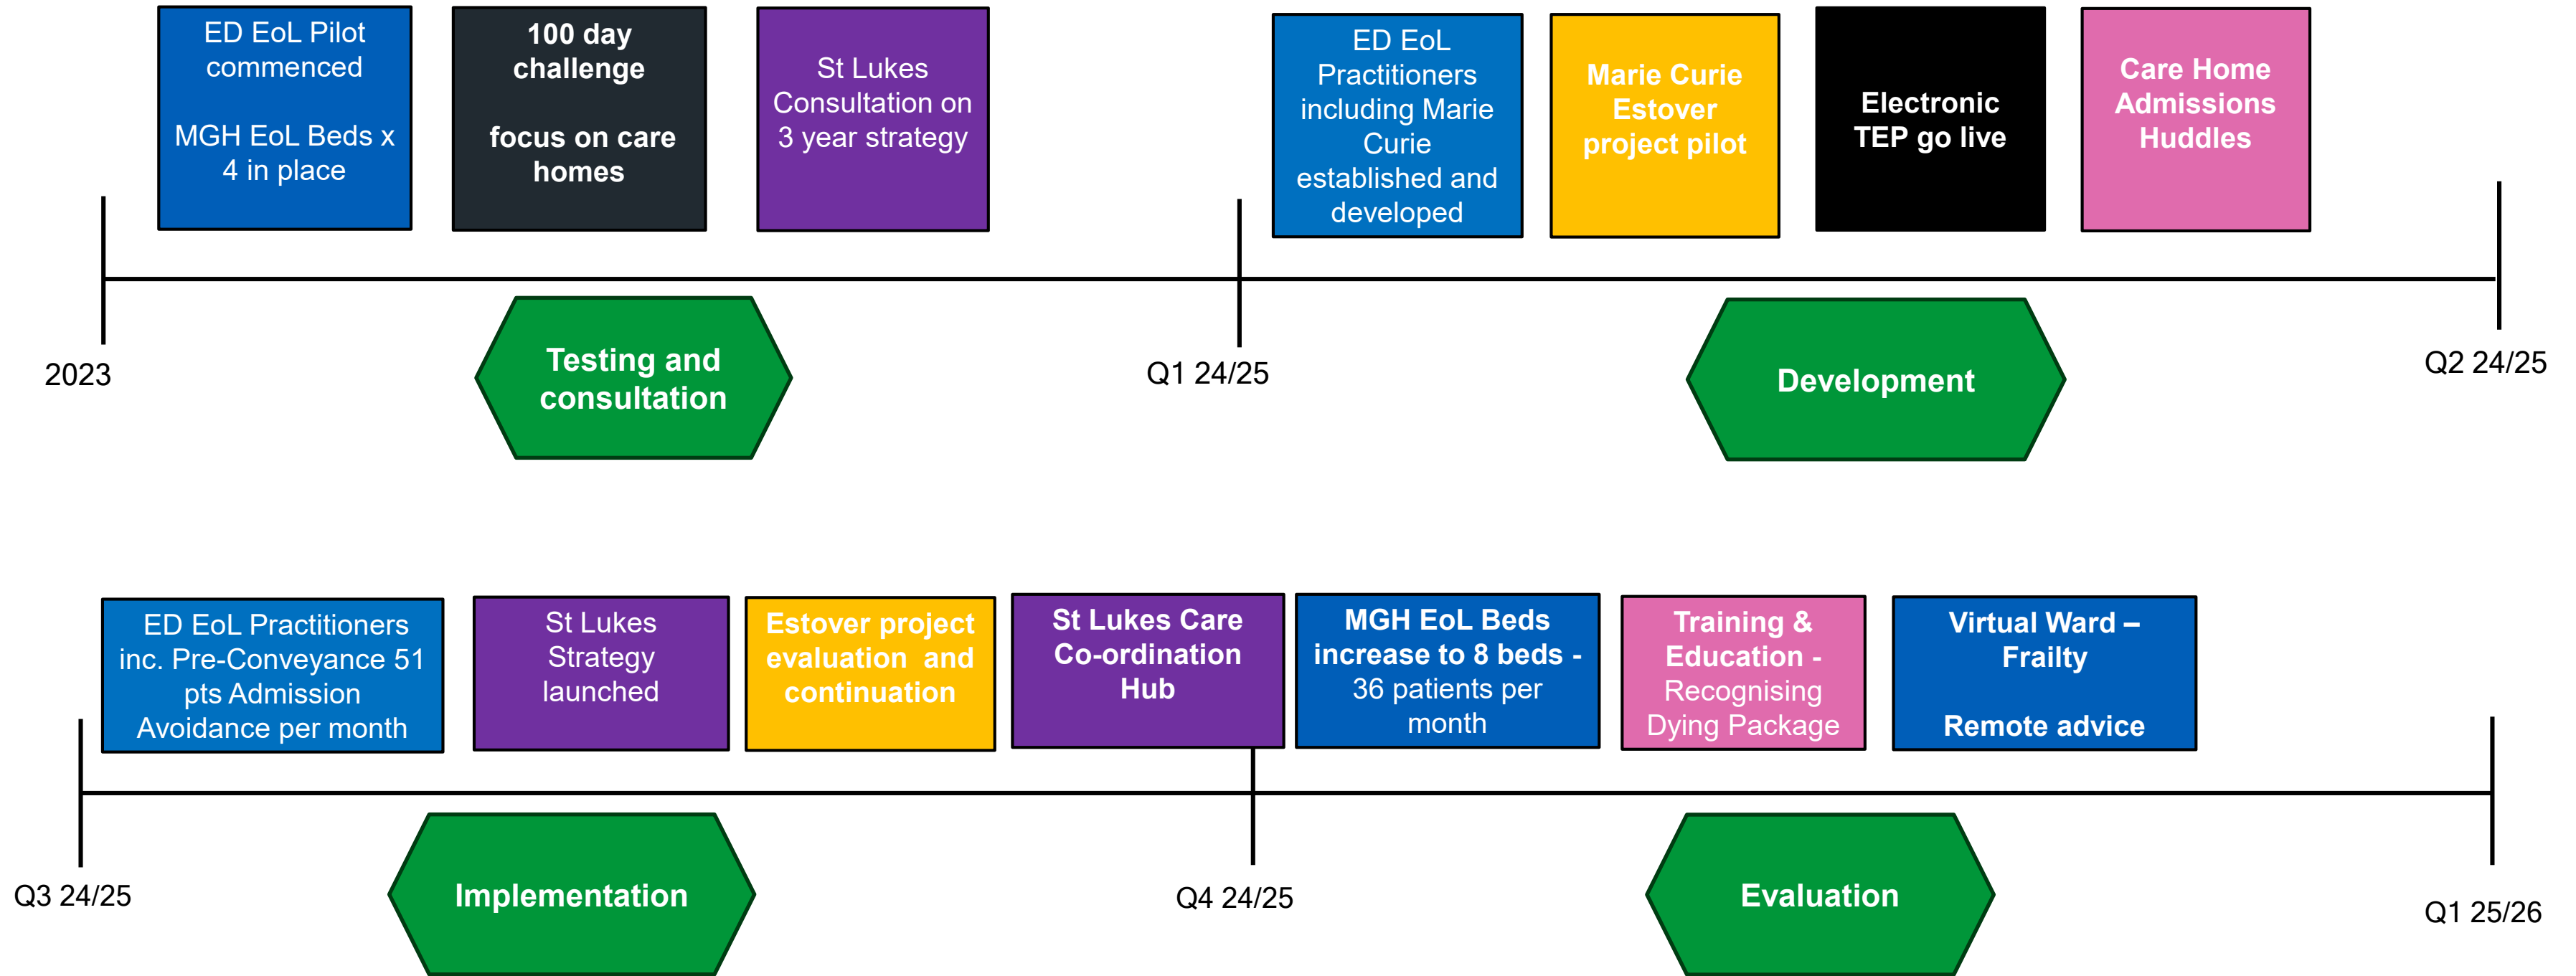 ED EoL Pilot
commenced
MGH EoL Beds x
4 in place
100 day
challenge
focus on care
homes
St Lukes
Consultation on
3 year strategy
ED EoL
Practitioners
including Marie
Curie
established and
developed
Marie Curie
Estover
project pilot
Electronic
TEP go live
Care Home
Admissions
Huddles
2023
Testing and
consultation
Q1 24/25
Development
Q2 24/25
ED EoL Practitioners
inc. Pre-Conveyance 51
pts Admission
Avoidance per month
St Lukes
Strategy
launched
Estover project
evaluation and
continuation
St Lukes Care
Co-ordination
Hub
MGH EoL Beds
increase to 8 beds -
36 patients per
month
Training &
Education -
Recognising
Dying Package
Virtual Ward –
Frailty
Remote advice
Q3 24/25
Implementation
Q4 24/25
Evaluation
Q1 25/26